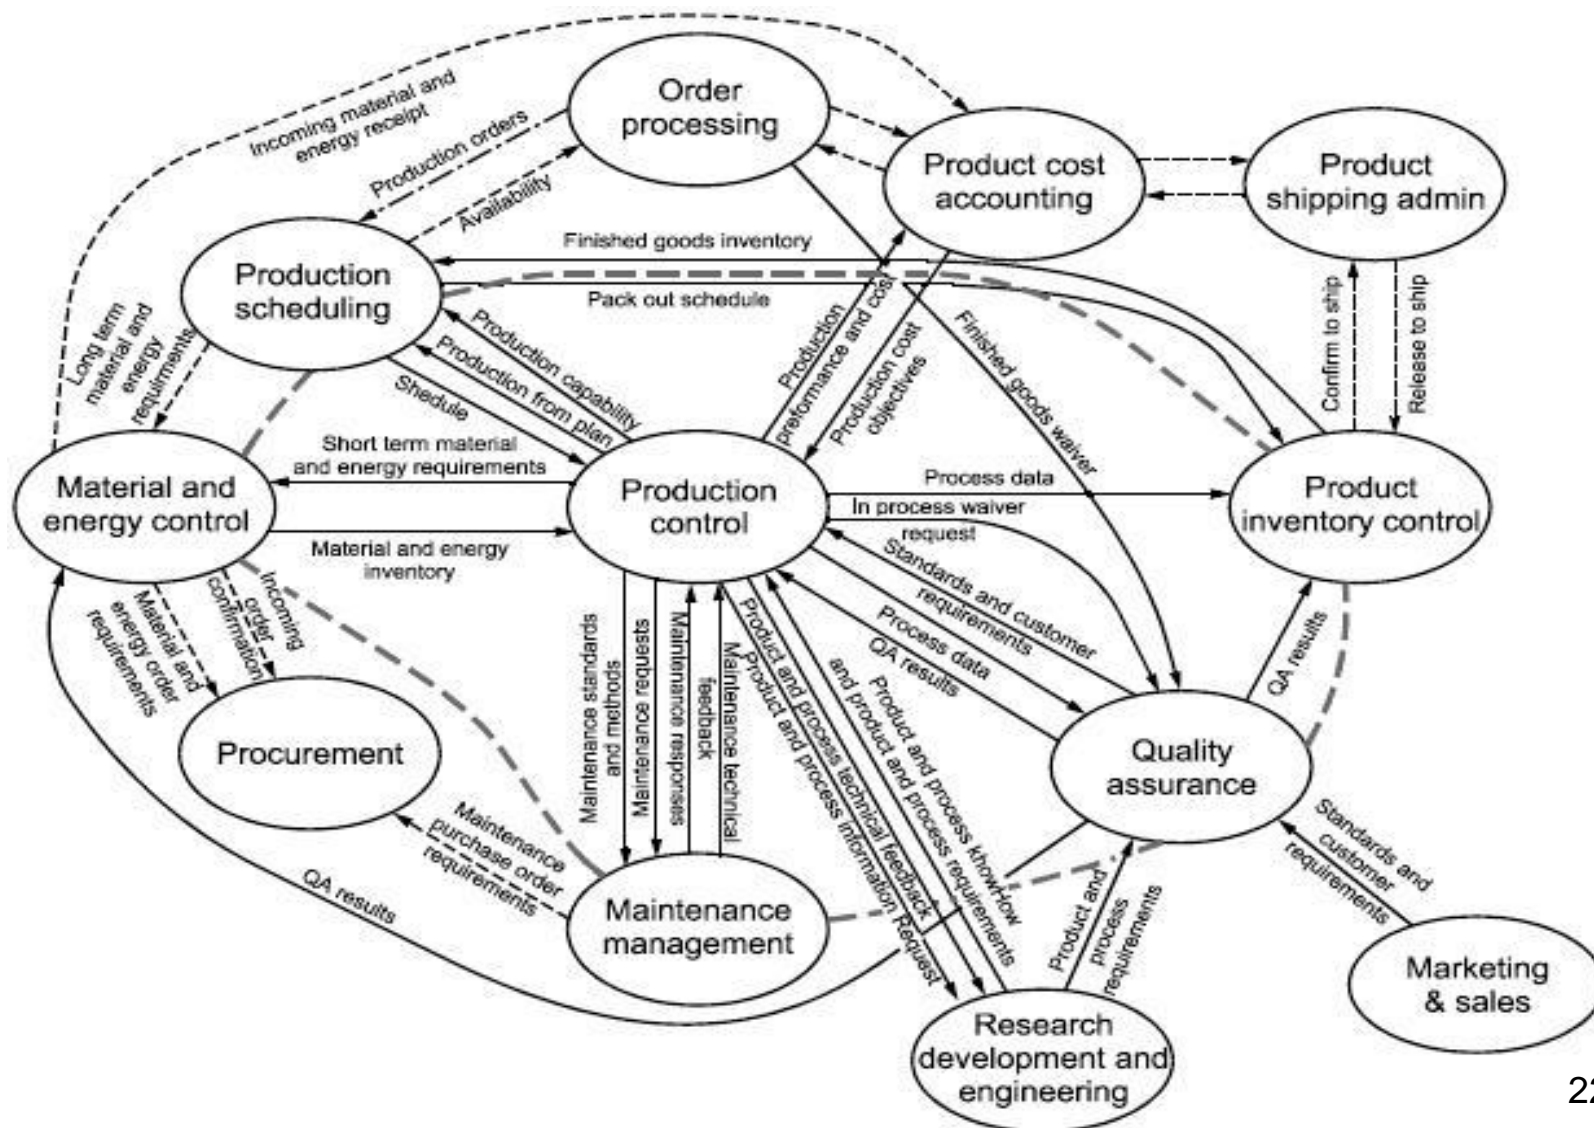 Order
processing
Incoming material and
energy receipt
Production orders
Availability
Product cost
accounting
Product
shipping admin
Finished goods inventory
Pack out schedule
Production
scheduling
Long term
material and
energy
requirments
Production capability
Production from plan
Shedule
Production
preformance and cost
Production cost
objectives
Finished goods waiver
Confirm to ship
Release to ship
Short term material
and energy requirements
Material and
energy control
Production
control
Process data
In process waiver
request
Product
inventory control
Material and energy
inventory
Standards and customer
requirements
Process data
QA results
Incoming
order
confirmation
Material and
energy order
requirements
Maintenance standards
and methods
Maintenance requests
Maintenance responses
Maintenance technical
feedback
Product and process technical feedback
Product and process information Request
Product and process knowHow
and product and process requirements
QA results
Procurement
Quality
assurance
Maintenance
purchase order
requirements
QA results
Maintenance
management
Product and
process
requirements
Standards and
customer
requirements
Marketing
& sales
Research
development and
engineering
22